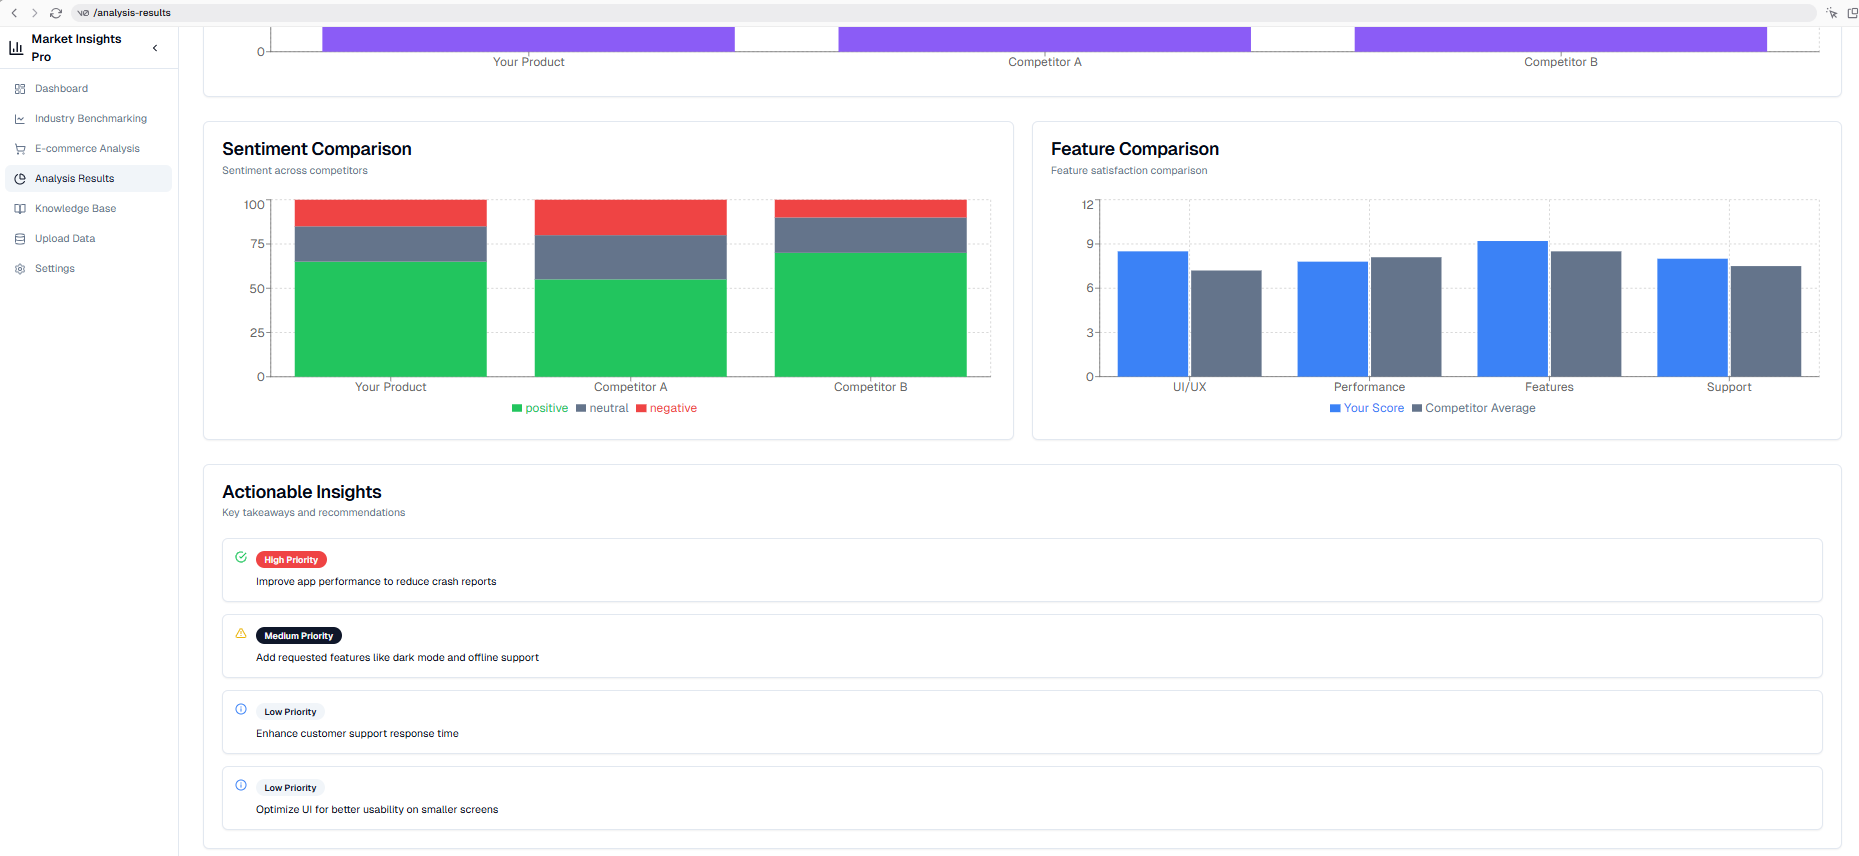 v0 /analysis-results
Market Insights
Pro
Dashboard
Industry Benchmarking
E-commerce Analysis
Analysis Results
Knowledge Base
Upload Data
Settings
0
Your Product
Competitor A
Competitor B
Sentiment Comparison
Sentiment across competitors
100
75
50
25
0
Your Product
Competitor A
Competitor B
positive
neutral
negative
Feature Comparison
Feature satisfaction comparison
12
9
6
3
0
UI/UX
Performance
Features
Support
Your Score
Competitor Average
Actionable Insights
Key takeaways and recommendations
High Priority
Improve app performance to reduce crash reports
Medium Priority
Add requested features like dark mode and offline support
Low Priority
Enhance customer support response time
Low Priority
Optimize UI for better usability on smaller screens